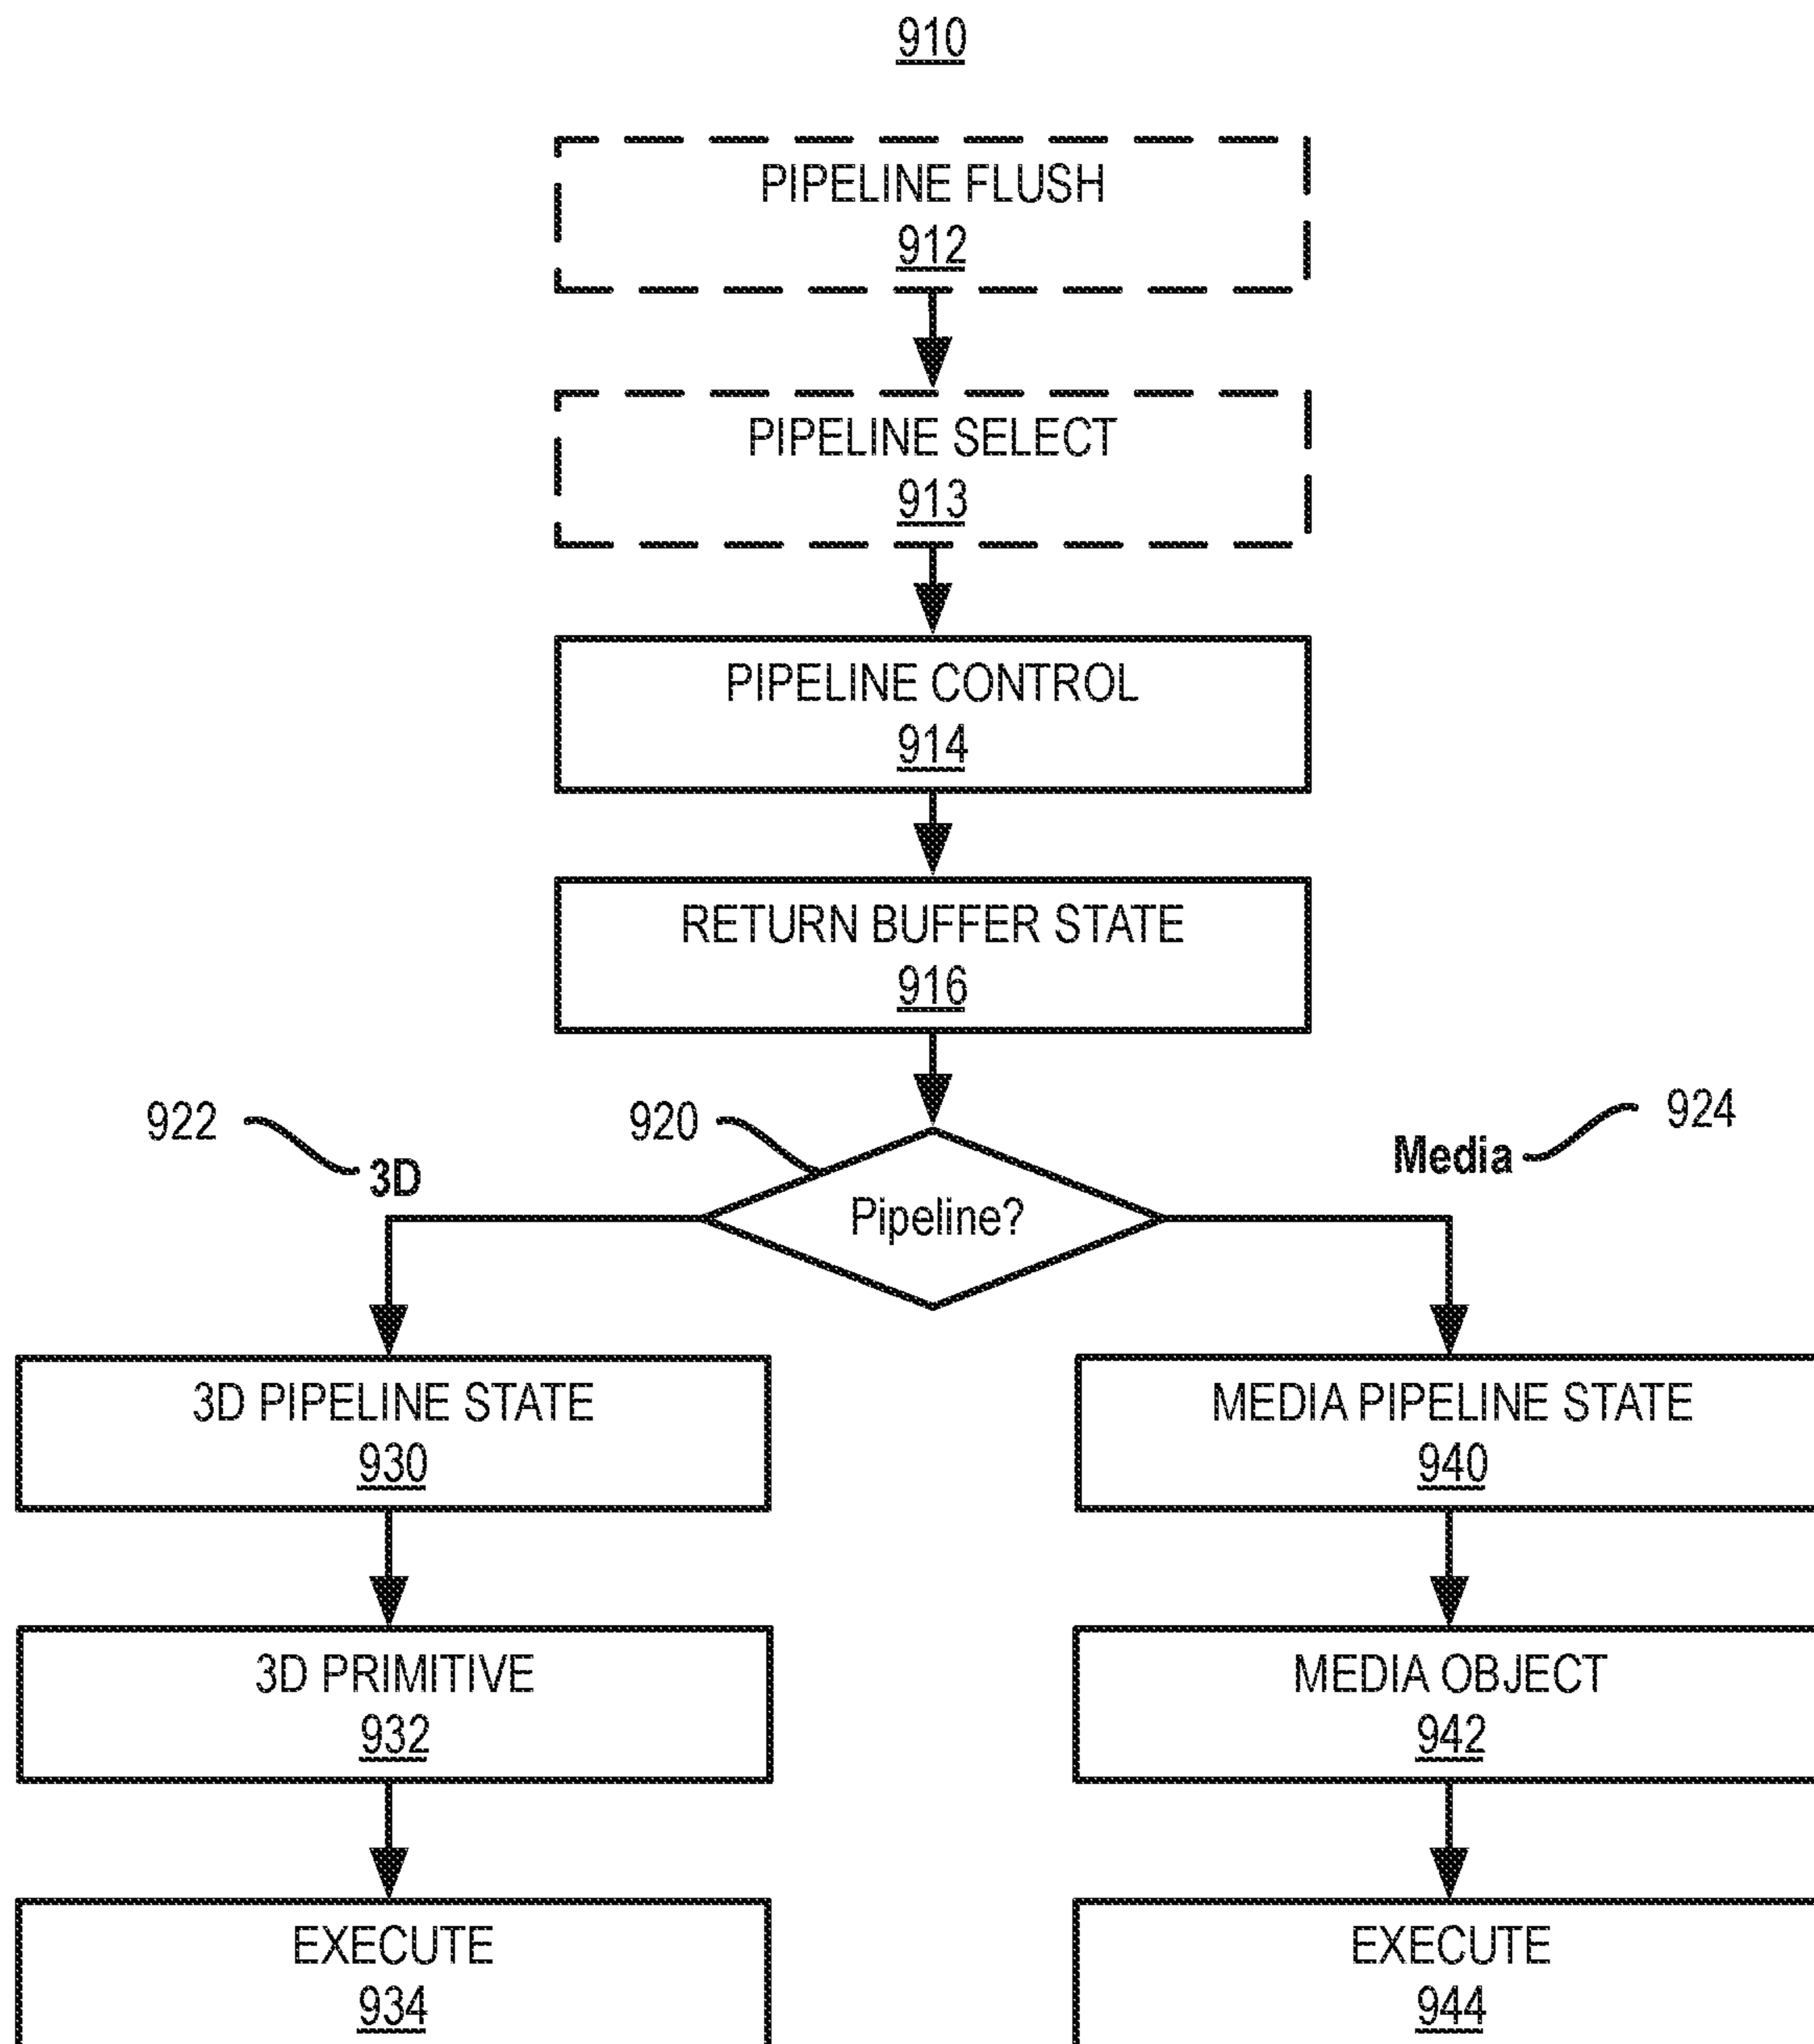 910
PIPELINE FLUSH
912
PIPELINE SELECT
913
PIPELINE CONTROL
914
RETURN BUFFER STATE
916
922
920
924
3D
Media
Pipeline?
3D PIPELINE STATE
930
MEDIA PIPELINE STATE
940
3D PRIMITIVE
932
MEDIA OBJECT
942
EXECUTE
934
EXECUTE
944